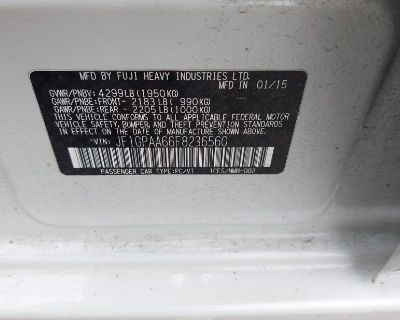 MFD BY FUJI HEAVY INDUSTRIES LTD.
MFD IN 01/15
GVWR/PNBV: 4299LB(1950KG)
GAWR/PNBE:FRONT- 2183LB( 990KG)
GAWR/PNBE:REAR - 2205LB(1000KG)
THIS VEHICLE CONFORMS TO ALL APPLICABLE FEDERAL MOTOR
VEHICLE SAFETY, BUMPER, AND THEFT PREVENTION STANDARDS
IN EFFECT ON THE DATE OF MANUFACTURE SHOWN ABOVE.
VIN: JF1GPAA66F8236560
PASSENGER CAR TYPE:PC/VT ICES/NMB-002